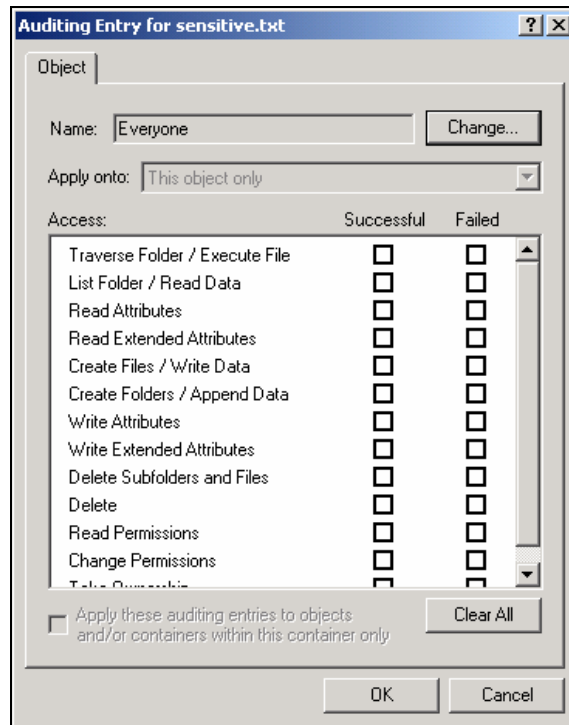 Auditing Entry for sensitive.txt
Object
Name: Everyone Change...
Apply onto: This object only
Access: Successful Failed
Traverse Folder / Execute File
List Folder / Read Data
Read Attributes
Read Extended Attributes
Create Files / Write Data
Create Folders / Append Data
Write Attributes
Write Extended Attributes
Delete Subfolders and Files
Delete
Read Permissions
Change Permissions
Take Ownership
Apply these auditing entries to objects
and/or containers within this container only
Clear All
OK Cancel